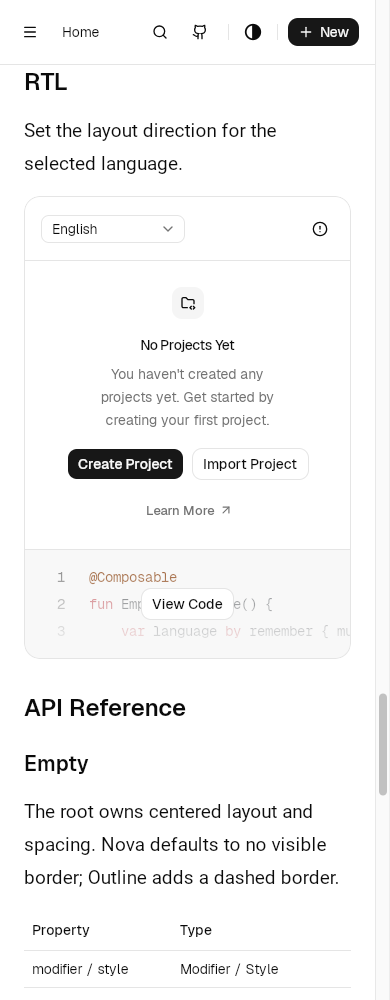 Home
New
RTL
Set the layout direction for the
selected language.
English
No Projects Yet
You haven't created any
projects yet. Get started by
creating your first project.
Create Project
Import Project
Learn More
1 @Composable
2 fun Emp View Code e() {
3 var language by remember { mu
API Reference
Empty
The root owns centered layout and
spacing. Nova defaults to no visible
border; Outline adds a dashed border.
Property Type
modifier / style Modifier / Style